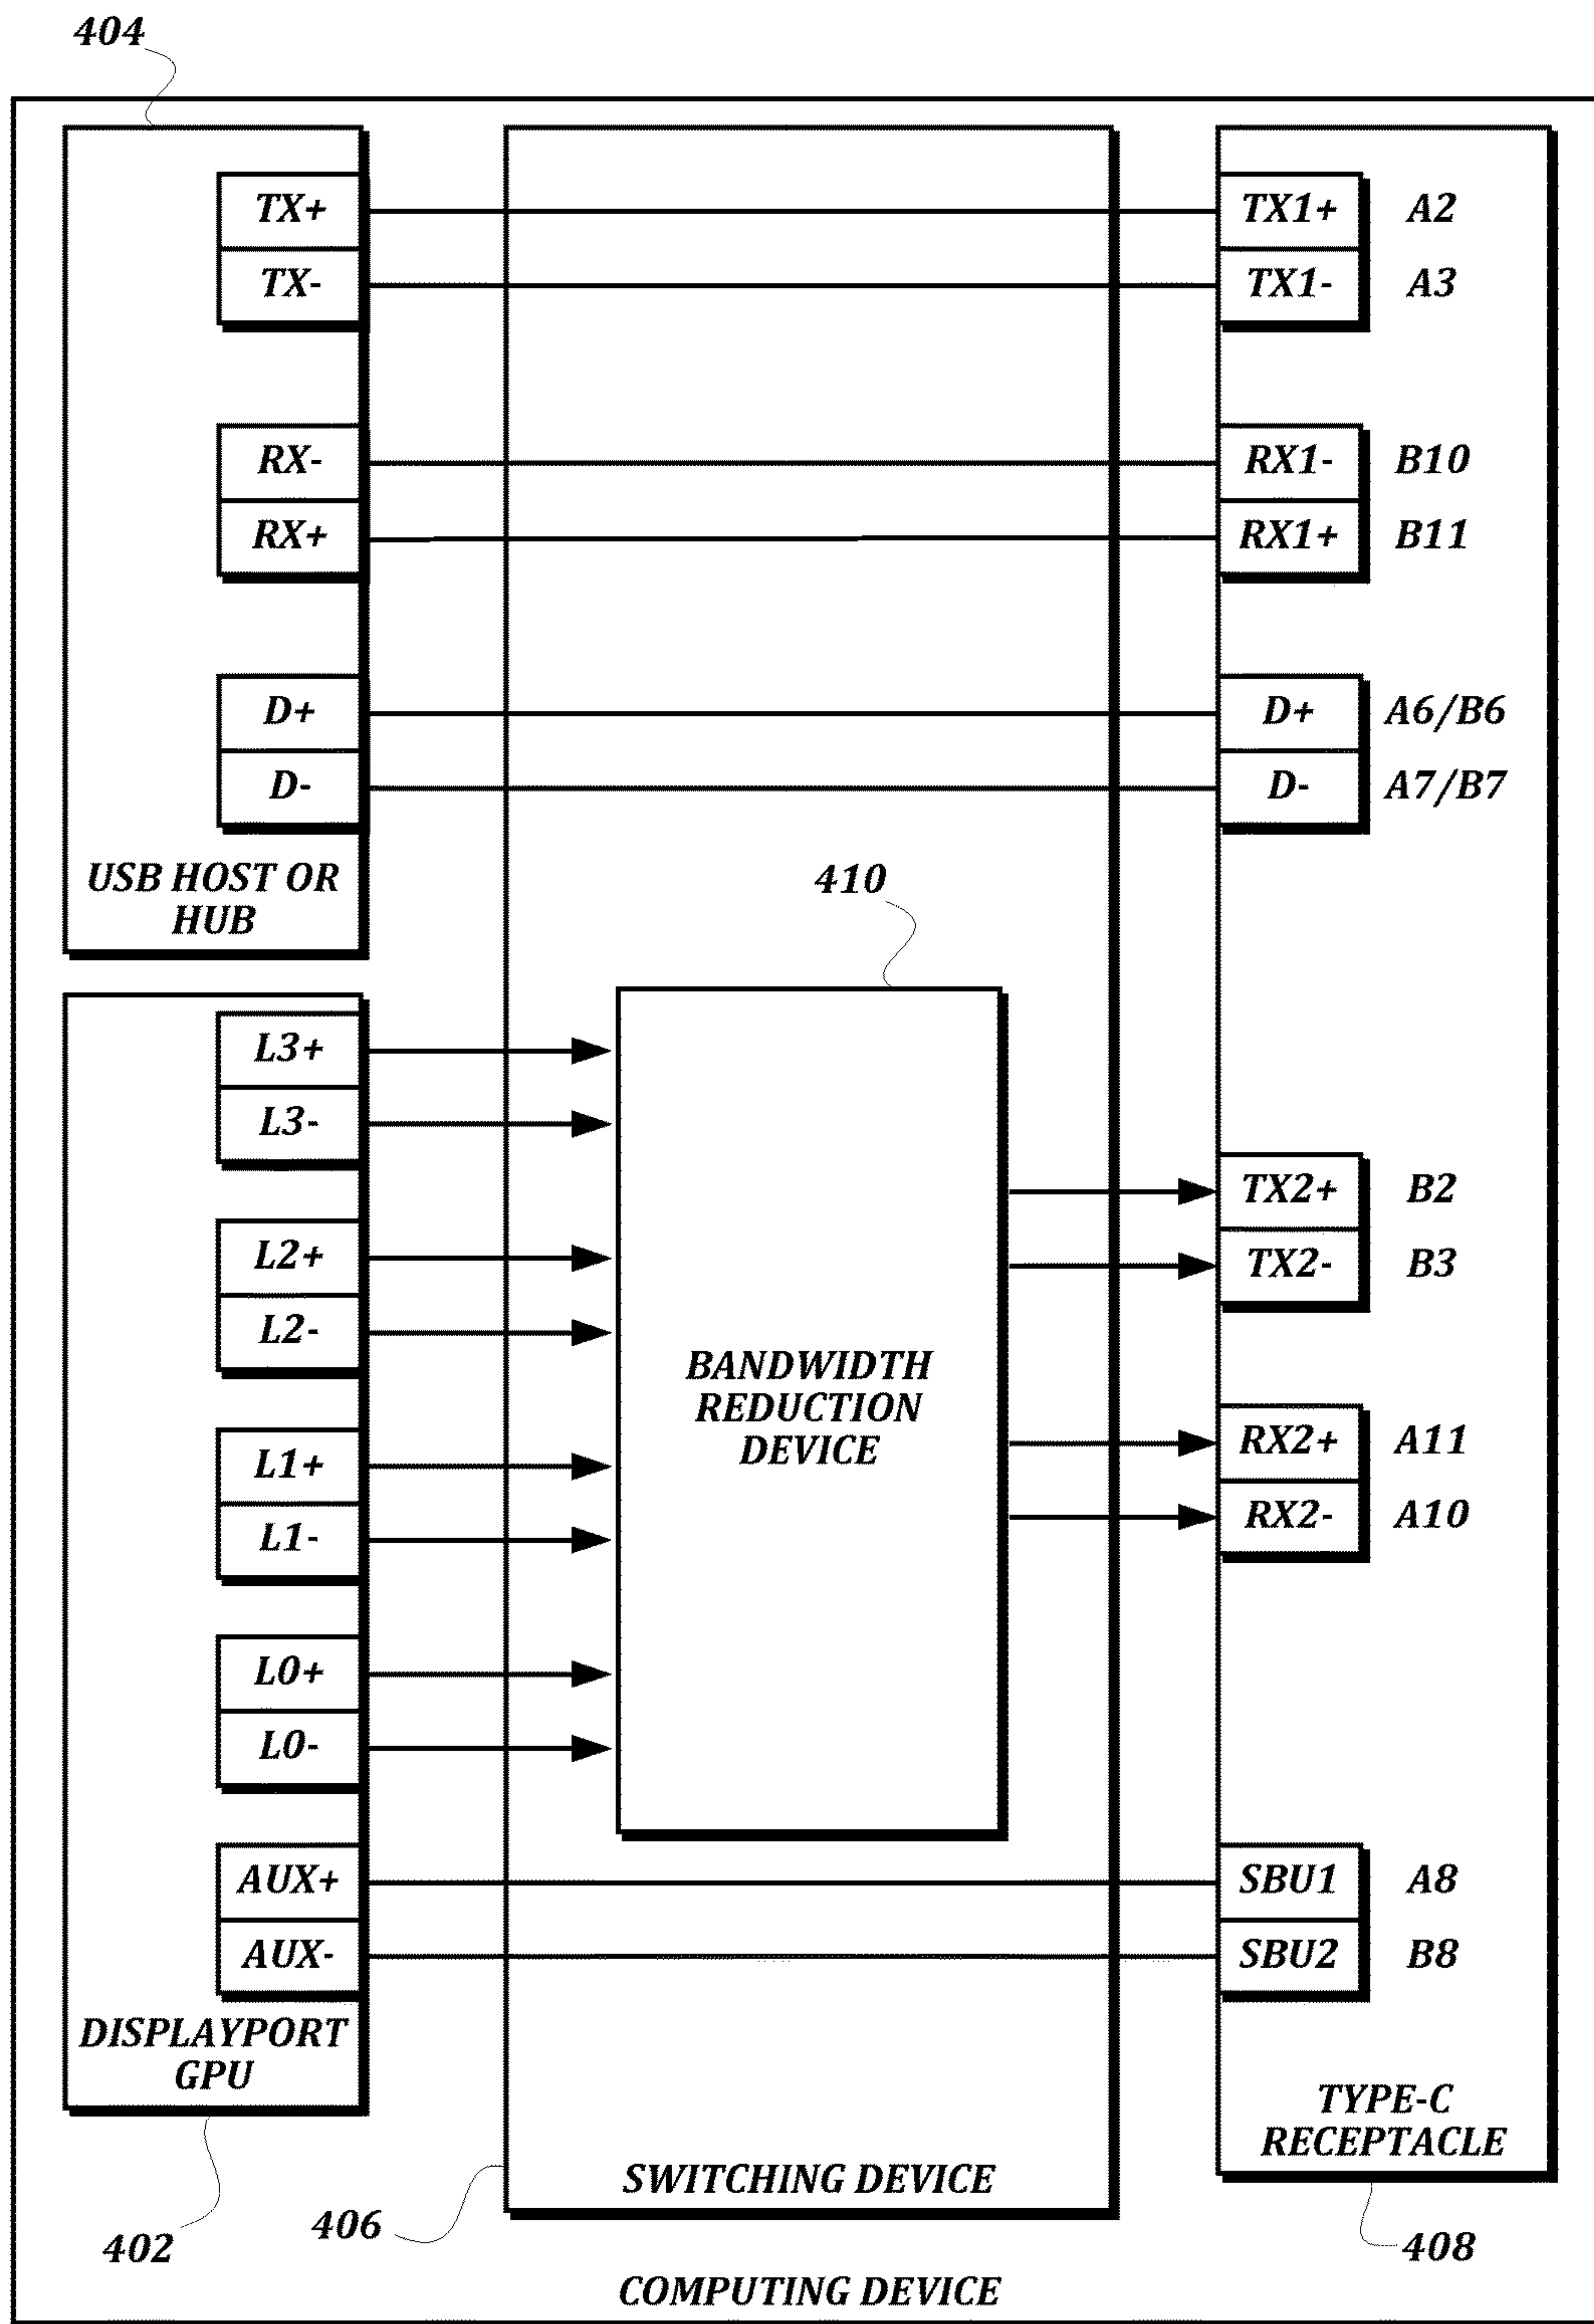 404
TX+ TX1+ A2
TX- TX1- A3
RX- RX1- B10
RX+ RX1+ B11
D+ D+ A6/B6
D- D- A7/B7
USB HOST OR
HUB
410
L3+
L3-
TX2+ B2
L2+
TX2- B3
L2-
BANDWIDTH
REDUCTION
DEVICE
RX2+ A11
L1+
RX2- A10
L1-
L0+
L0-
AUX+ SBU1 A8
AUX- SBU2 B8
DISPLAYPORT
GPU
TYPE-C
RECEPTACLE
SWITCHING DEVICE
402
406
408
COMPUTING DEVICE